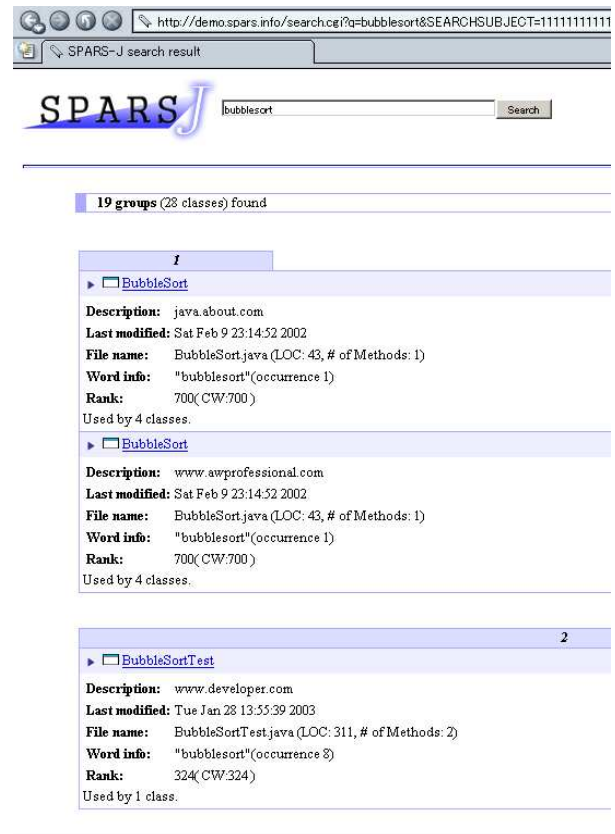 http://demo.spars.info/search.cgi?q=bubblesort&SEARCHSUBJECT=11111111111
SPARS-J search result
SPARS J bubblesort Search
19 groups (28 classes) found
1
BubbleSort
Description: java.about.com
Last modified: Sat Feb 9 23:14:52 2002
File name: BubbleSort.java (LOC: 43, # of Methods: 1)
Word info: "bubblesort"(occurrence 1)
Rank: 700( CW:700 )
Used by 4 classes.
BubbleSort
Description: www.awprofessional.com
Last modified: Sat Feb 9 23:14:52 2002
File name: BubbleSort.java (LOC: 43, # of Methods: 1)
Word info: "bubblesort"(occurrence 1)
Rank: 700( CW:700 )
Used by 4 classes.
2
BubbleSortTest
Description: www.developer.com
Last modified: Tue Jan 28 13:55:39 2003
File name: BubbleSortTest.java (LOC: 311, # of Methods: 2)
Word info: "bubblesort"(occurrence 8)
Rank: 324( CW:324 )
Used by 1 class.